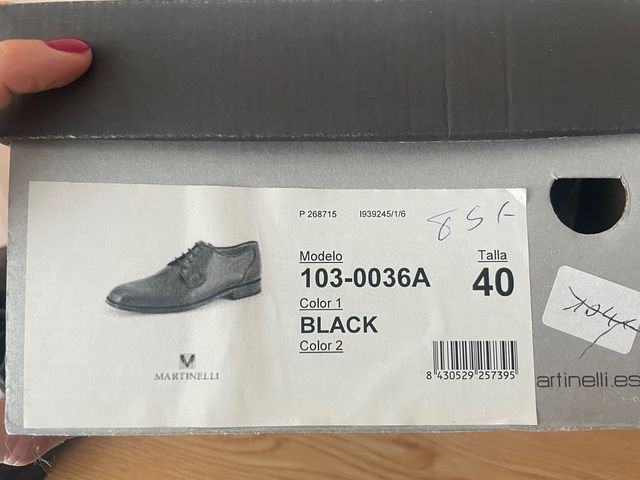 P 268715 I939245/1/6
85€
Modelo Talla
103-0036A 40
Color 1
BLACK
Color 2
MARTINELLI
8 430529 257395
artinelli.es